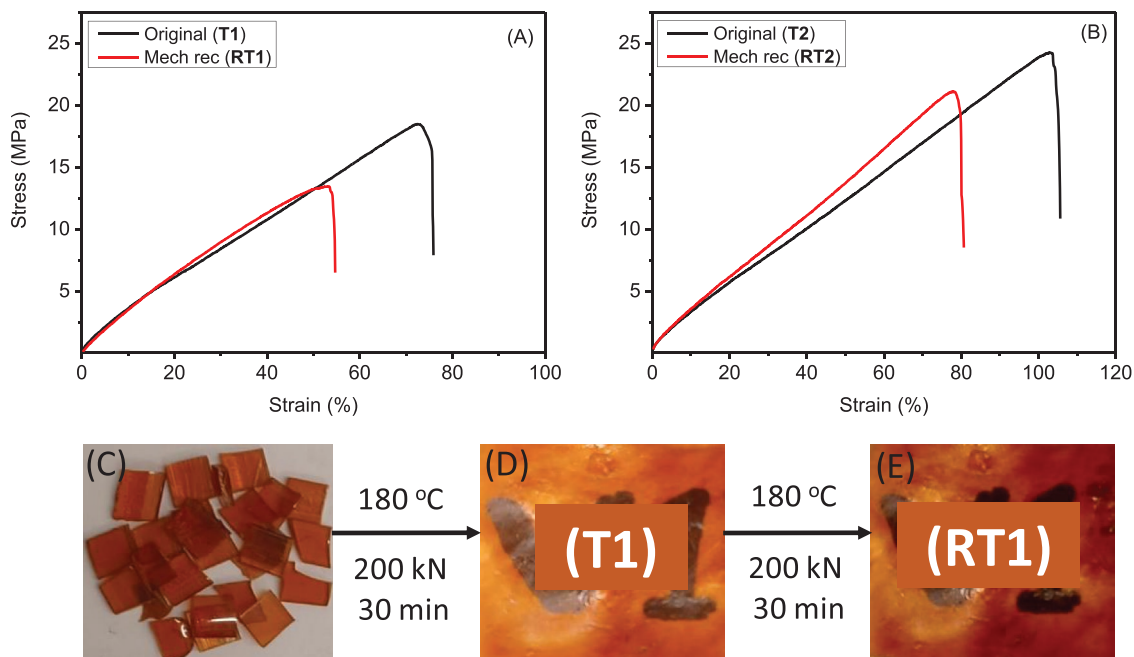 Original (T1)
Mech rec (RT1)
(A)
25
20
15
10
5
Stress (MPa)
0
20
40
60
80
100
Strain (%)
Original (T2)
Mech rec (RT2)
(B)
25
20
15
10
5
Stress (MPa)
0
20
40
60
80
100
120
Strain (%)
(C)
180 °C
200 kN
30 min
(D)
(T1)
180 °C
200 kN
30 min
(E)
(RT1)